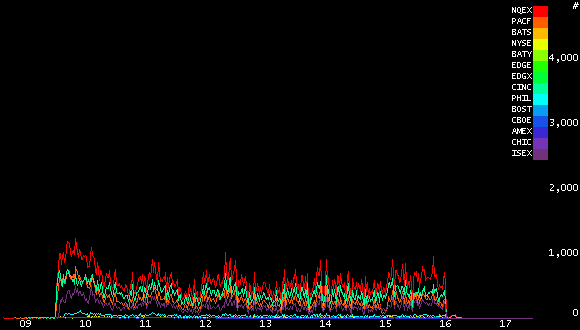 NQEX #
PACF
BATS
NYSE
BATY 4,000
EDGE
EDGX
CINC
PHIL
BOST
CBOE 3,000
AMEX
CHIC
ISEX
2,000
1,000
0
09 10 11 12 13 14 15 16 17